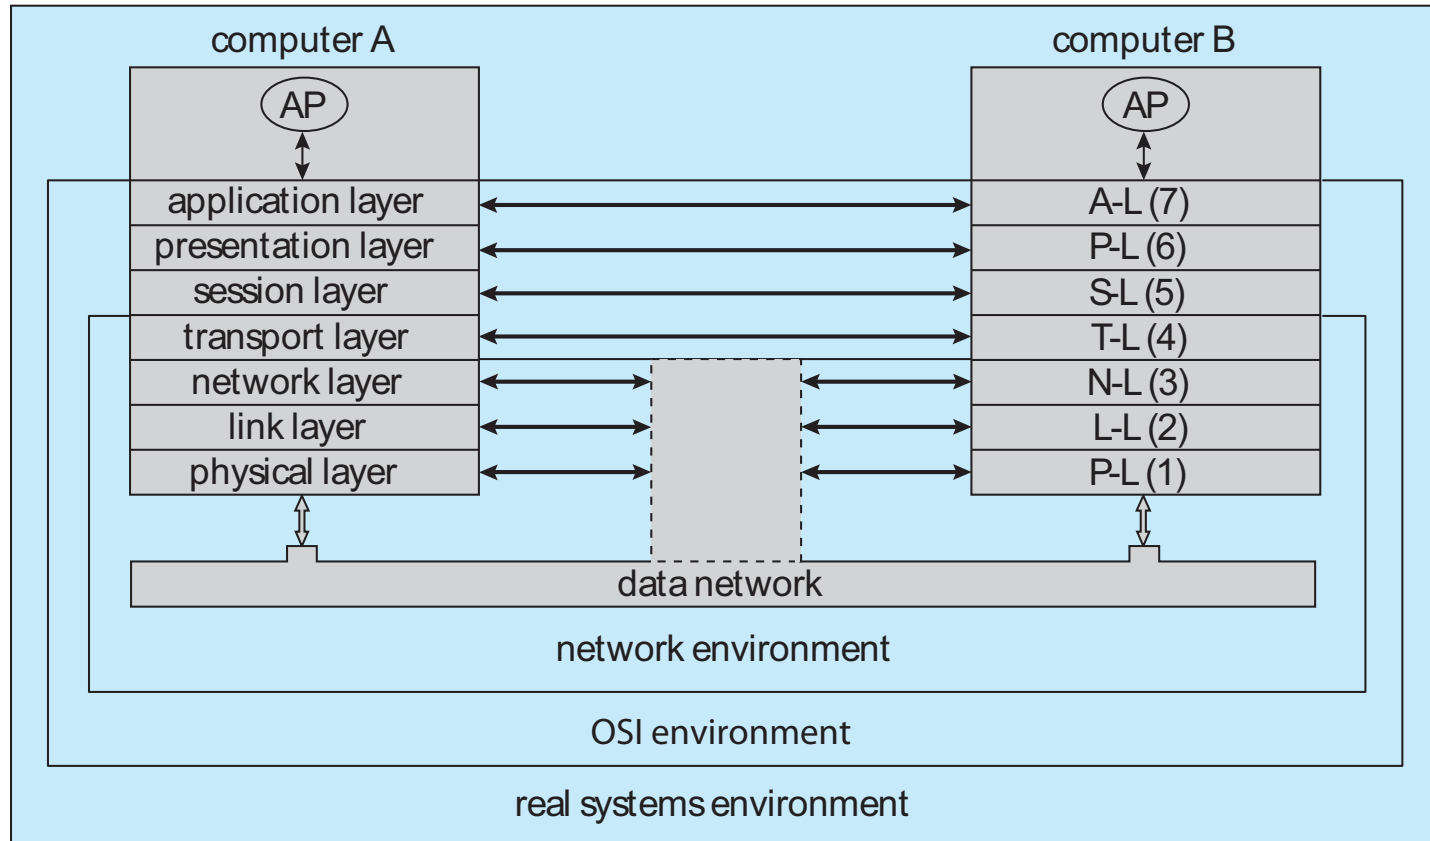 computer A
computer B
AP
AP
application layer
A-L (7)
presentation layer
P-L (6)
session layer
S-L (5)
transport layer
T-L (4)
network layer
N-L (3)
link layer
L-L (2)
physical layer
P-L (1)
data network
network environment
OSI environment
real systems environment